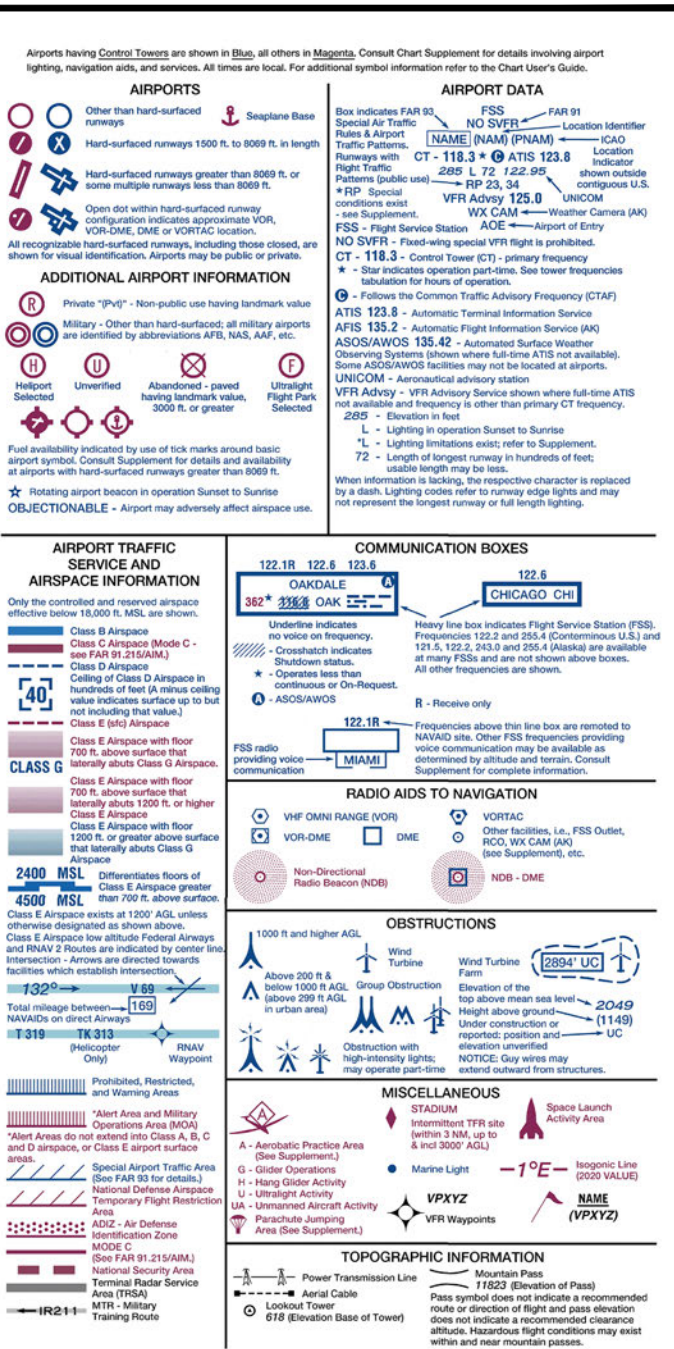 Airports having Control Towers are shown in Blue, all others in Magenta. Consult Chart Supplement for details involving airport
lighting, navigation aids, and services. All times are local. For additional symbol information refer to the Chart User's Guide.
AIRPORTS
Other than hard-surfaced
runways
Seaplane Base
Hard-surfaced runways 1500 ft. to 8069 ft. in length
Hard-surfaced runways greater than 8069 ft. or
some multiple runways less than 8069 ft.
Open dot within hard-surfaced runway
configuration indicates approximate VOR,
VOR-DME, DME or VORTAC location.
All recognizable hard-surfaced runways, including those closed, are
shown for visual identification. Airports may be public or private.
ADDITIONAL AIRPORT INFORMATION
R
Private "(Pvt)" - Non-public use having landmark value
Military - Other than hard-surfaced; all military airports
are identified by abbreviations AFB, NAS, AAF, etc.
H
U
F
Heliport
Selected
Unverified
Abandoned - paved
having landmark value,
3000 ft. or greater
Ultralight
Flight Park
Selected
Fuel availability indicated by use of tick marks around basic
airport symbol. Consult Supplement for details and availability
at airports with hard-surfaced runways greater than 8069 ft.
Rotating airport beacon in operation Sunset to Sunrise
OBJECTIONABLE - Airport may adversely affect airspace use.
AIRPORT DATA
Box indicates FAR 93
Special Air Traffic
Rules & Airport
Traffic Patterns.
Runways with
Right Traffic
Patterns (public use)
*RP Special
conditions exist
- see Supplement.
FSS
NO SVFR
FAR 91
Location Identifier
NAME (NAM) (PNAM)
ICAO
Location
Indicator
shown outside
contiguous U.S.
CT - 118.3 ★ C ATIS 123.8
285 L 72 122.95
RP 23, 34
UNICOM
VFR Advsy 125.0
WX CAM
Weather Camera (AK)
AOE
Airport of Entry
FSS - Flight Service Station
NO SVFR - Fixed-wing special VFR flight is prohibited.
CT - 118.3 - Control Tower (CT) - primary frequency
★ - Star indicates operation part-time. See tower frequencies
tabulation for hours of operation.
C - Follows the Common Traffic Advisory Frequency (CTAF)
ATIS 123.8 - Automatic Terminal Information Service
AFIS 135.2 - Automatic Flight Information Service (AK)
ASOS/AWOS 135.42 - Automated Surface Weather
Observing Systems (shown where full-time ATIS not available).
Some ASOS/AWOS facilities may not be located at airports.
UNICOM - Aeronautical advisory station
VFR Advsy - VFR Advisory Service shown where full-time ATIS
not available and frequency is other than primary CT frequency.
285 - Elevation in feet
L - Lighting in operation Sunset to Sunrise
*L - Lighting limitations exist; refer to Supplement.
72 - Length of longest runway in hundreds of feet;
usable length may be less.
When information is lacking, the respective character is replaced
by a dash. Lighting codes refer to runway edge lights and may
not represent the longest runway or full length lighting.
AIRPORT TRAFFIC
SERVICE AND
AIRSPACE INFORMATION
Only the controlled and reserved airspace
effective below 18,000 ft. MSL are shown.
Class B Airspace
Class C Airspace (Mode C -
see FAR 91.215/AIM.)
Class D Airspace
40
Ceiling of Class D Airspace in
hundreds of feet (A minus ceiling
value indicates surface up to but
not including that value.)
Class E (sfc) Airspace
CLASS G
Class E Airspace with floor
700 ft. above surface that
laterally abuts Class G Airspace.
Class E Airspace with floor
700 ft. above surface that
laterally abuts 1200 ft. or higher
Class E Airspace
Class E Airspace with floor
1200 ft. or greater above surface
that laterally abuts Class G
Airspace
2400 MSL
4500 MSL
Differentiates floors of
Class E Airspace greater
than 700 ft. above surface.
Class E Airspace exists at 1200' AGL unless
otherwise designated as shown above.
Class E Airspace low altitude Federal Airways
and RNAV 2 Routes are indicated by center line.
Intersection - Arrows are directed towards
facilities which establish intersection.
132°
V 69
169
Total mileage between
NAVAIDs on direct Airways
T 319
TK 313
(Helicopter
Only)
RNAV
Waypoint
Prohibited, Restricted,
and Warning Areas
*Alert Area and Military
Operations Area (MOA)
*Alert Areas do not extend into Class A, B, C
and D airspace, or Class E airport surface
areas.
Special Airport Traffic Area
(See FAR 93 for details.)
National Defense Airspace
Temporary Flight Restriction
Area
ADIZ - Air Defense
Identification Zone
MODE C
(See FAR 91.215/AIM.)
National Security Area
Terminal Radar Service
Area (TRSA)
IR211
MTR - Military
Training Route
COMMUNICATION BOXES
122.1R 122.6 123.6
OAKDALE
A
362★ OAK
122.6
CHICAGO CHI
Underline indicates
no voice on frequency.
- Crosshatch indicates
Shutdown status.
★ - Operates less than
continuous or On-Request.
A - ASOS/AWOS
Heavy line box indicates Flight Service Station (FSS).
Frequencies 122.2 and 255.4 (Conterminous U.S.) and
121.5, 122.2, 243.0 and 255.4 (Alaska) are available
at many FSSs and are not shown above boxes.
All other frequencies are shown.
R - Receive only
122.1R
MIAMI
FSS radio
providing voice
communication
Frequencies above thin line box are remoted to
NAVAID site. Other FSS frequencies providing
voice communication may be available as
determined by altitude and terrain. Consult
Supplement for complete information.
RADIO AIDS TO NAVIGATION
VHF OMNI RANGE (VOR)
VORTAC
VOR-DME
DME
Other facilities, i.e., FSS Outlet,
RCO, WX CAM (AK)
(see Supplement), etc.
Non-Directional
Radio Beacon (NDB)
NDB - DME
OBSTRUCTIONS
1000 ft and higher AGL
Above 200 ft &
below 1000 ft AGL
(above 299 ft AGL
in urban area)
Wind
Turbine
Group Obstruction
Obstruction with
high-intensity lights;
may operate part-time
Wind Turbine
Farm
2894' UC
Elevation of the
top above mean sea level
2049
Height above ground
(1149)
Under construction or
reported: position and
elevation unverified
UC
NOTICE: Guy wires may
extend outward from structures.
MISCELLANEOUS
A
A - Aerobatic Practice Area
(See Supplement.)
G - Glider Operations
H - Hang Glider Activity
U - Ultralight Activity
UA - Unmanned Aircraft Activity
Parachute Jumping
Area (See Supplement.)
STADIUM
Intermittent TFR site
(within 3 NM, up to
& incl 3000' AGL)
Marine Light
VPXYZ
VFR Waypoints
Space Launch
Activity Area
1°E
Isogonic Line
(2020 VALUE)
NAME
(VPXYZ)
TOPOGRAPHIC INFORMATION
Power Transmission Line
Aerial Cable
Lookout Tower
618 (Elevation Base of Tower)
Mountain Pass
11823 (Elevation of Pass)
Pass symbol does not indicate a recommended
route or direction of flight and pass elevation
does not indicate a recommended clearance
altitude. Hazardous flight conditions may exist
within and near mountain passes.